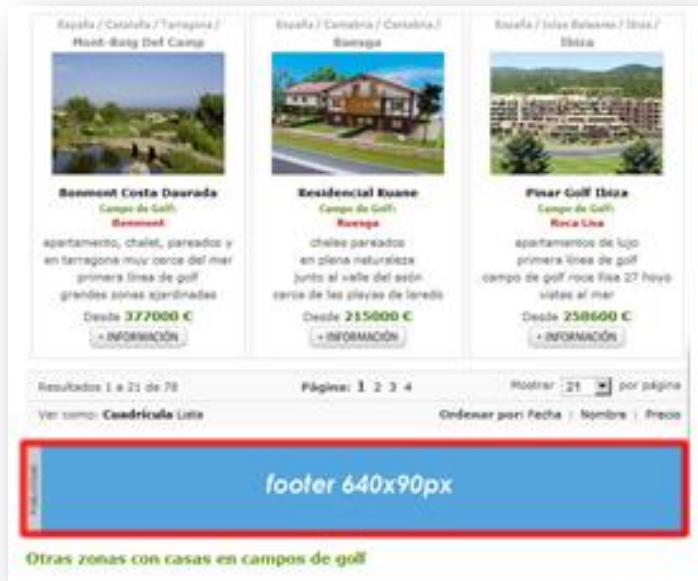 España / Cataluña / Tarragona /
Mont-Roig Del Camp
Bonmont Costa Daurada
Campo de Golf:
Bonmont
apartamento, chalet, pareados y
en tarragona muy cerca del mar
primera linea de golf
grandes zonas ajardinadas
Desde 377000 €
+ INFORMACIÓN
España / Cantabria / Cantabria /
Ruesga
Residencial Ruane
Campo de Golf:
Ruesga
chales pareados
en plena naturaleza
junto al valle del asón
cerca de las playas de laredo
Desde 215000 €
+ INFORMACIÓN
España / Islas Baleares / Ibiza /
Ibiza
Pinar Golf Ibiza
Campo de Golf:
Roca Lisa
apartamentos de lujo
primera linea de golf
campo de golf roca lisa 27 hoyo
vistas al mar
Desde 258600 €
+ INFORMACIÓN
Resultados 1 a 21 de 78 Página: 1 2 3 4 Mostrar 21 por página
Ver como: Cuadrícula Lista Ordenar por: Fecha | Nombre | Precio
footer 640x90px
Otras zonas con casas en campos de golf